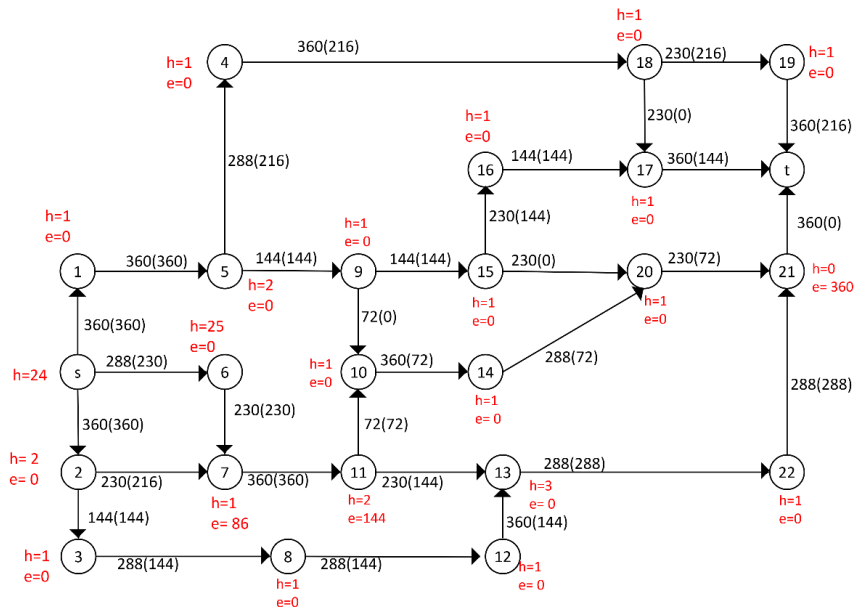 h=1
e=0
h=1
e=0
4
360(216)
18
230(216)
19
h=1
e=0
230(0)
360(216)
h=1
e=0
288(216)
16
144(144)
17
360(144)
t
h=1
e=0
h=1
e=0
h=1
e= 0
230(144)
360(0)
1
360(360)
5
144(144)
9
144(144)
15
230(0)
20
230(72)
21
h=0
e= 360
h=2
e=0
h=1
e=0
h=1
e=0
360(360)
72(0)
h=25
e=0
h=24
s
288(230)
6
h=1
e=0
10
360(72)
14
288(72)
h=1
e= 0
360(360)
230(230)
72(72)
288(288)
h= 2
e= 0
2
230(216)
7
360(360)
11
230(144)
13
288(288)
22
h=1
e= 86
h=2
e=144
h=3
e= 0
h=1
e=0
144(144)
360(144)
h=1
e=0
3
288(144)
8
288(144)
12
h=1
e= 0
h=1
e=0